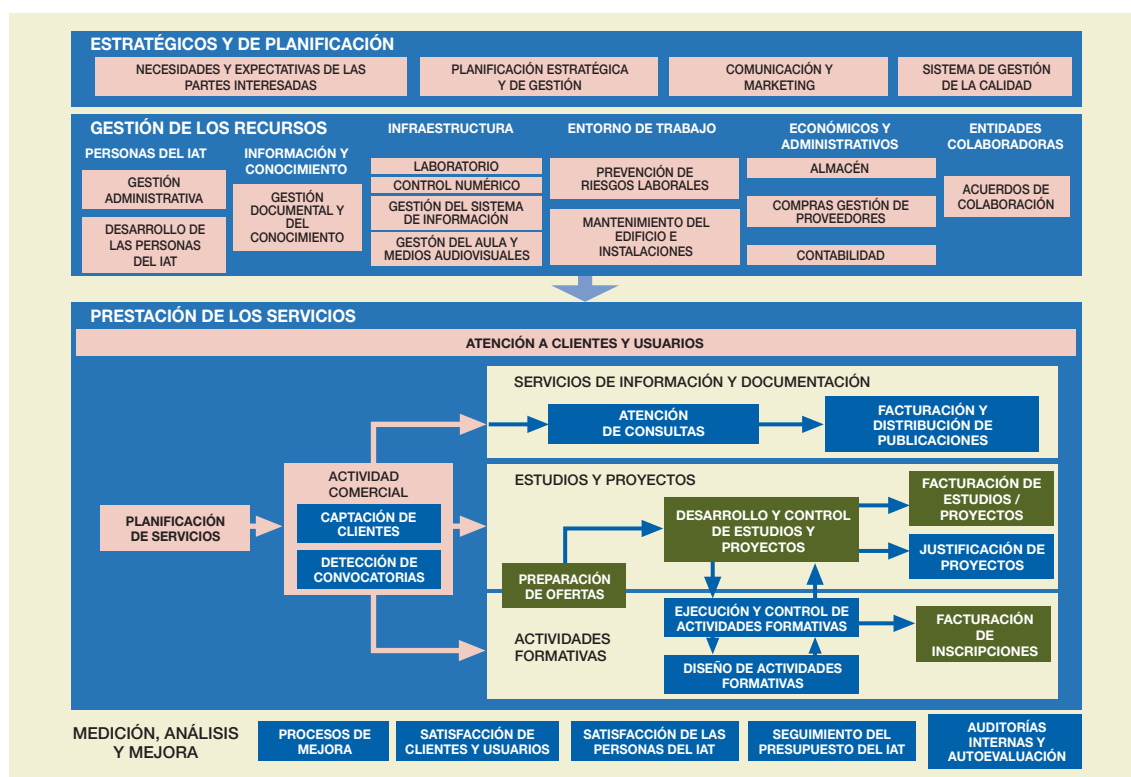 ESTRATÉGICOS Y DE PLANIFICACIÓN
NECESIDADES Y EXPECTATIVAS DE LAS
PARTES INTERESADAS
PLANIFICACIÓN ESTRATÉGICA
Y DE GESTIÓN
COMUNICACIÓN Y
MARKETING
SISTEMA DE GESTIÓN
DE LA CALIDAD
GESTIÓN DE LOS RECURSOS
PERSONAS DEL IAT
GESTIÓN
ADMINISTRATIVA
DESARROLLO DE
LAS PERSONAS
DEL IAT
INFORMACIÓN Y
CONOCIMIENTO
GESTIÓN
DOCUMENTAL Y
DEL
CONOCIMIENTO
INFRAESTRUCTURA
LABORATORIO
CONTROL NUMÉRICO
GESTIÓN DEL SISTEMA
DE INFORMACIÓN
GESTÓN DEL AULA Y
MEDIOS AUDIOVISUALES
ENTORNO DE TRABAJO
PREVENCIÓN DE
RIESGOS LABORALES
MANTENIMIENTO DEL
EDIFICIO E
INSTALACIONES
ECONÓMICOS Y
ADMINISTRATIVOS
ALMACÉN
COMPRAS GESTIÓN DE
PROVEEDORES
CONTABILIDAD
ENTIDADES
COLABORADORAS
ACUERDOS DE
COLABORACIÓN
PRESTACIÓN DE LOS SERVICIOS
ATENCIÓN A CLIENTES Y USUARIOS
PLANIFICACIÓN
DE SERVICIOS
ACTIVIDAD
COMERCIAL
CAPTACIÓN DE
CLIENTES
DETECCIÓN DE
CONVOCATORIAS
SERVICIOS DE INFORMACIÓN Y DOCUMENTACIÓN
ATENCIÓN
DE CONSULTAS
FACTURACIÓN Y
DISTRIBUCIÓN DE
PUBLICACIONES
ESTUDIOS Y PROYECTOS
PREPARACIÓN
DE OFERTAS
DESARROLLO Y CONTROL
DE ESTUDIOS Y
PROYECTOS
FACTURACIÓN DE
ESTUDIOS /
PROYECTOS
JUSTIFICACIÓN DE
PROYECTOS
ACTIVIDADES
FORMATIVAS
EJECUCIÓN Y CONTROL DE
ACTIVIDADES FORMATIVAS
DISEÑO DE ACTIVIDADES
FORMATIVAS
FACTURACIÓN
DE
INSCRIPCIONES
MEDICIÓN, ANÁLISIS
Y MEJORA
PROCESOS DE
MEJORA
SATISFACCIÓN DE
CLIENTES Y USUARIOS
SATISFACCIÓN DE LAS
PERSONAS DEL IAT
SEGUIMIENTO DEL
PRESUPUESTO DEL IAT
AUDITORÍAS
INTERNAS Y
AUTOEVALUACIÓN